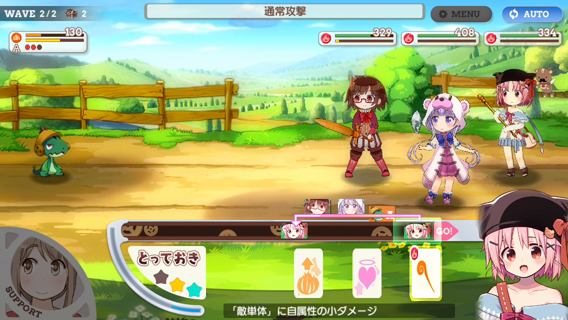 WAVE 2/2 2
通常攻撃
MENU
AUTO
130
A
329
408
334
GO!
とっておき
SUPPORT
「敵単体」に自属性の小ダメージ